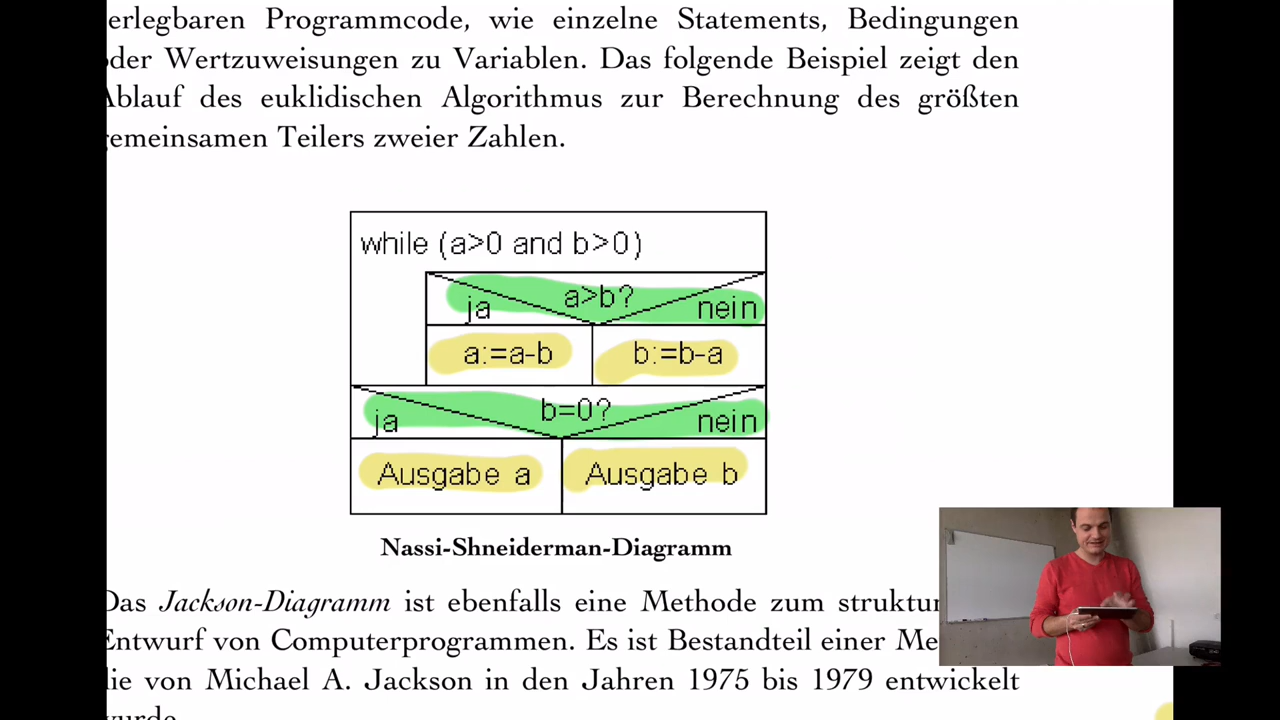 erlegbaren Programmcode, wie einzelne Statements, Bedingungen
oder Wertzuweisungen zu Variablen. Das folgende Beispiel zeigt den
Ablauf des euklidischen Algorithmus zur Berechnung des größten
gemeinsamen Teilers zweier Zahlen.
while (a>0 and b>0)
a>b?
ja nein
a:=a-b b:=b-a
b=0?
ja nein
Ausgabe a Ausgabe b
Nassi-Shneiderman-Diagramm
Das Jackson-Diagramm ist ebenfalls eine Methode zum
Entwurf von Computerprogrammen. Es ist Bestandteil einer
die von Michael A. Jackson in den Jahren 1975 bis 1979 entwickelt
wurde